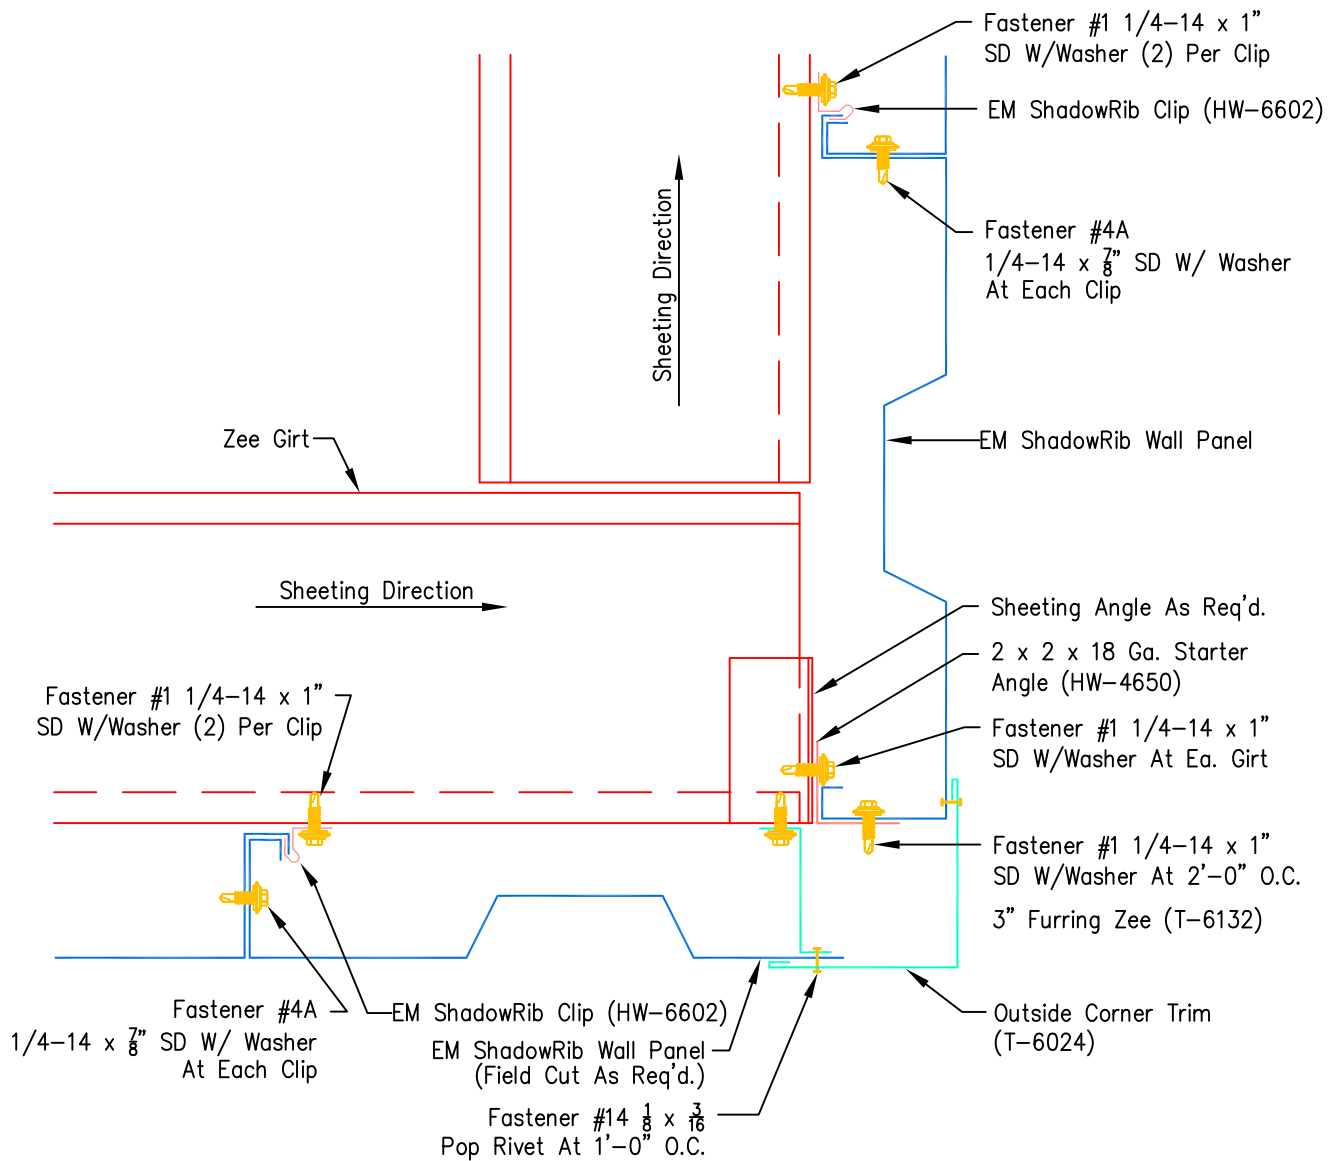 Fastener #1 1/4-14 x 1"
SD W/Washer (2) Per Clip
EM ShadowRib Clip (HW-6602)
Fastener #4A
1/4-14 x 7/8" SD W/ Washer
At Each Clip
Sheeting Direction
Zee Girt
EM ShadowRib Wall Panel
Sheeting Direction
Sheeting Angle As Req'd.
2 x 2 x 18 Ga. Starter
Angle (HW-4650)
Fastener #1 1/4-14 x 1"
SD W/Washer (2) Per Clip
Fastener #1 1/4-14 x 1"
SD W/Washer At Ea. Girt
Fastener #1 1/4-14 x 1"
SD W/Washer At 2'-0" O.C.
3" Furring Zee (T-6132)
Outside Corner Trim
(T-6024)
Fastener #4A
1/4-14 x 7/8" SD W/ Washer
At Each Clip
EM ShadowRib Clip (HW-6602)
EM ShadowRib Wall Panel
(Field Cut As Req'd.)
Fastener #14 1/8 x 3/16
Pop Rivet At 1'-0" O.C.